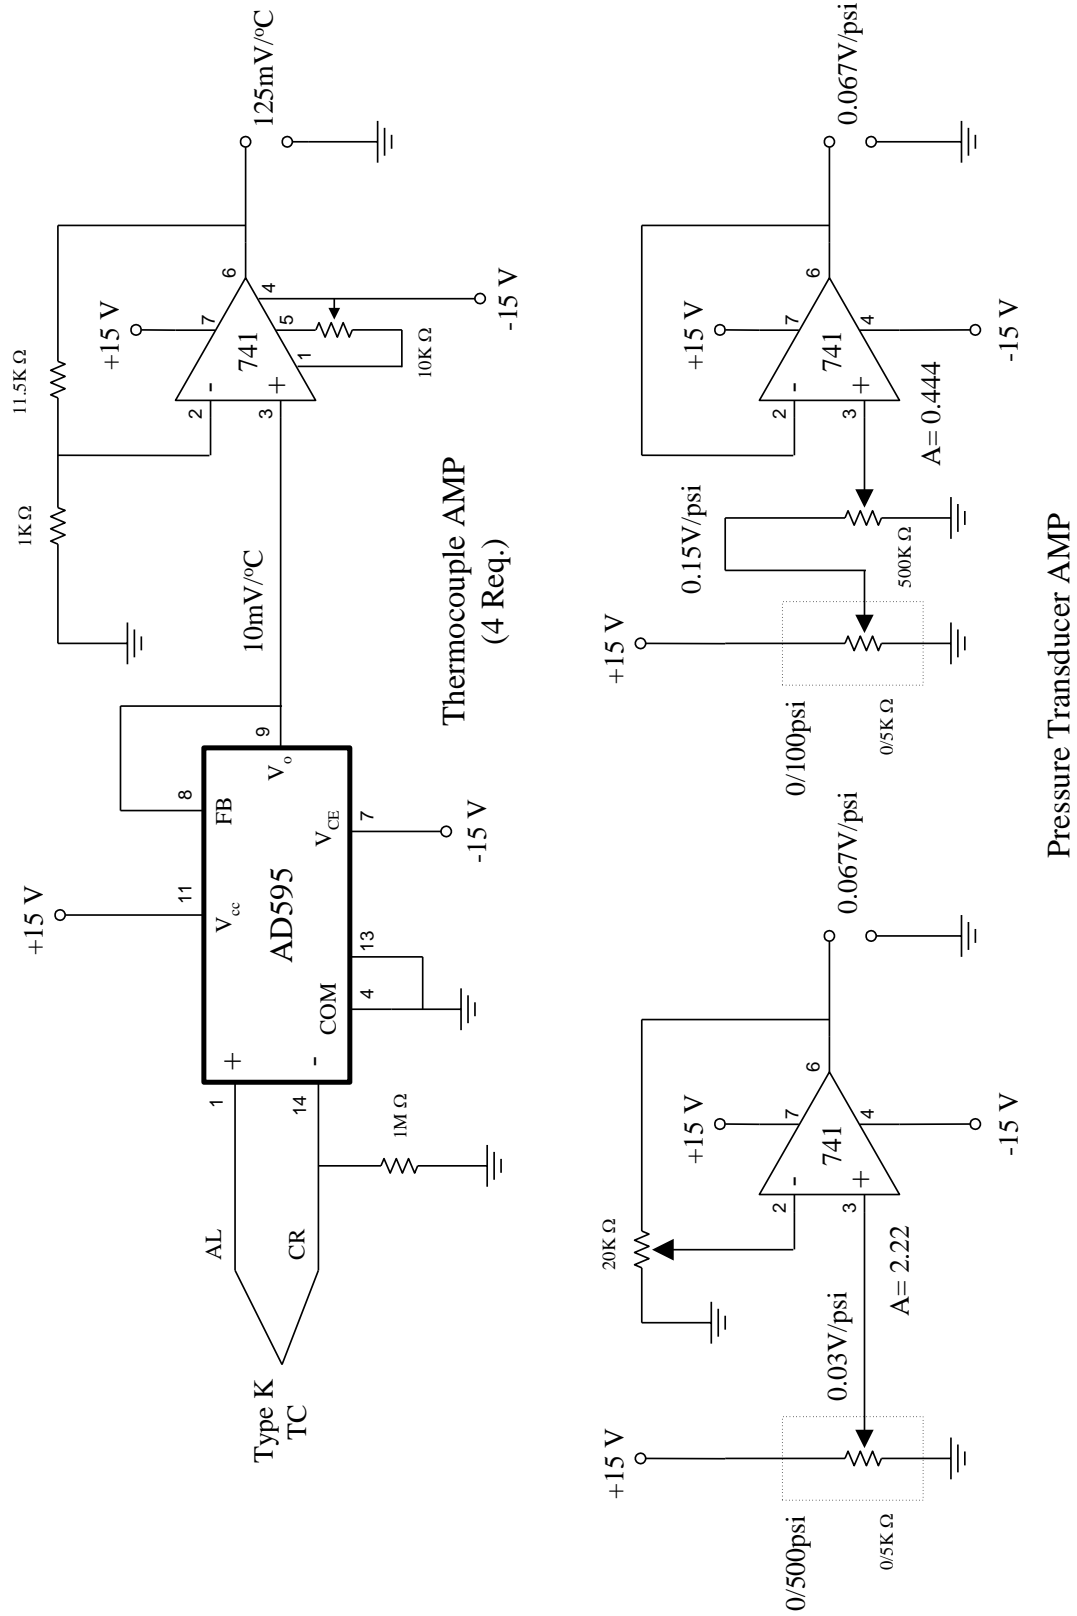 Type K
TC
AL
CR
1M Ω
1
14
+
-
COM
4
13
AD595
+15 V
11
Vcc
FB
8
VCE
7
-15 V
Vo
9
10mV/°C
1K Ω
11.5K Ω
2
3
-
+
741
+15 V
7
6
1
5
4
10K Ω
-15 V
125mV/°C
Thermocouple AMP
(4 Req.)
0/500psi
0/5K Ω
+15 V
0.03V/psi
20K Ω
2
3
-
+
741
+15 V
7
4
6
-15 V
A= 2.22
0.067V/psi
0/100psi
0/5K Ω
+15 V
0.15V/psi
500K Ω
2
3
-
+
741
+15 V
7
4
6
-15 V
A= 0.444
0.067V/psi
Pressure Transducer AMP